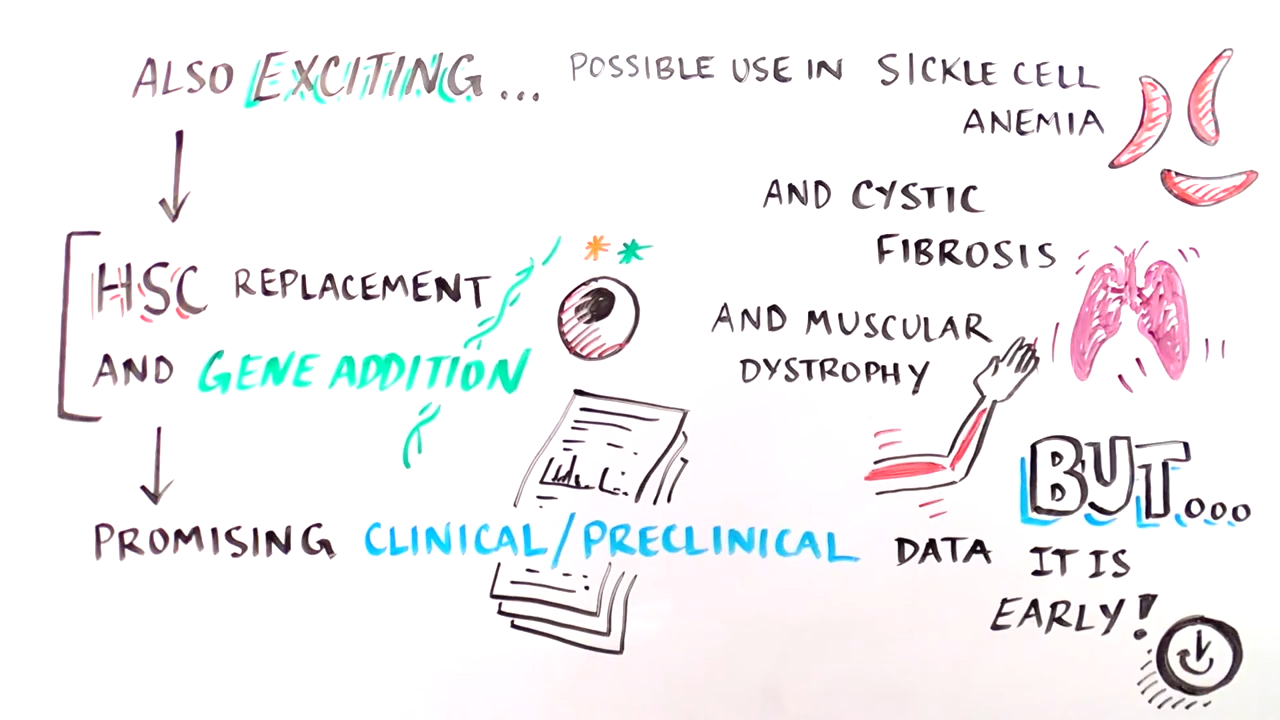 ALSO EXCITING...
POSSIBLE USE IN SICKLE CELL
ANEMIA
AND CYSTIC
FIBROSIS
AND MUSCULAR
DYSTROPHY
HSC REPLACEMENT
AND GENE ADDITION
PROMISING CLINICAL/PRECLINICAL DATA
BUT...
IT IS
EARLY!